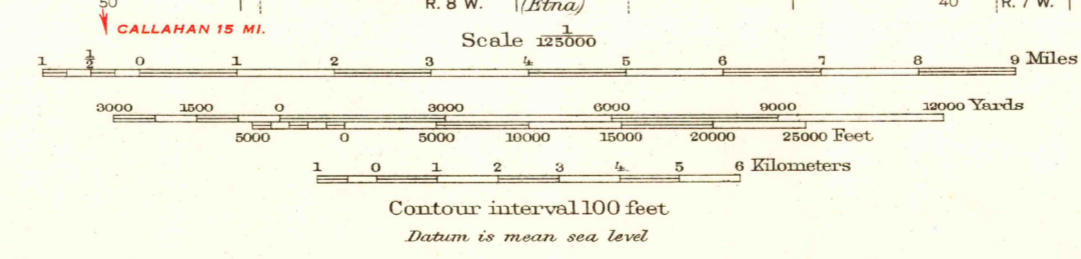 50 R. 8 W. (Etna) 40 R. 7 W.
CALLAHAN 15 MI.
Scale 1/125000
1 1/2 0 1 2 3 4 5 6 7 8 9 Miles
3000 1500 0 3000 6000 9000 12000 Yards
5000 0 5000 10000 15000 20000 25000 Feet
1 0 1 2 3 4 5 6 Kilometers
Contour interval 100 feet
Datum is mean sea level